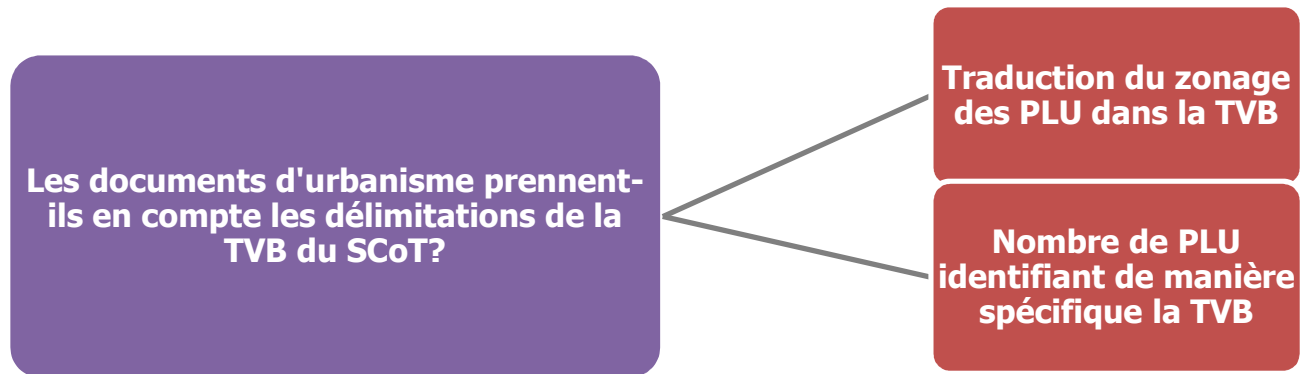 Les documents d'urbanisme prennent-
ils en compte les délimitations de la
TVB du SCoT?
Traduction du zonage
des PLU dans la TVB
Nombre de PLU
identifiant de manière
spécifique la TVB